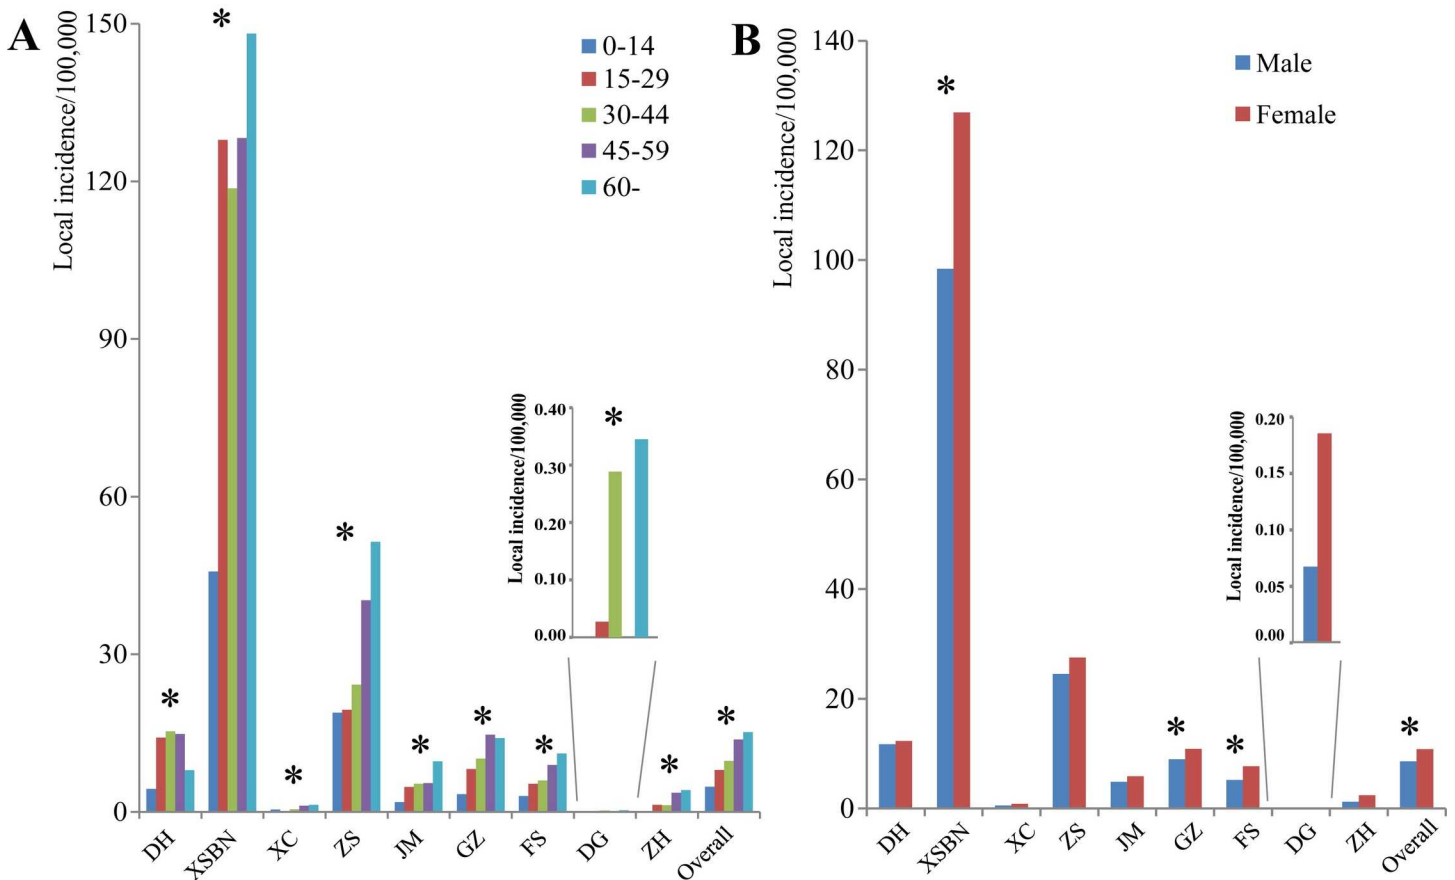 A
Local incidence/100,000
150
120
90
60
30
0
*
*
*
*
*
*
*
*
*
0-14
15-29
30-44
45-59
60-
Local incidence/100,000
0.40
0.30
0.20
0.10
0.00
*
DH
XSBN
XC
ZS
JM
GZ
FS
DG
ZH
Overall
B
Local incidence/100,000
140
120
100
80
60
40
20
0
*
*
*
*
Male
Female
Local incidence/100,000
0.20
0.15
0.10
0.05
0.00
DH
XSBN
XC
ZS
JM
GZ
FS
DG
ZH
Overall